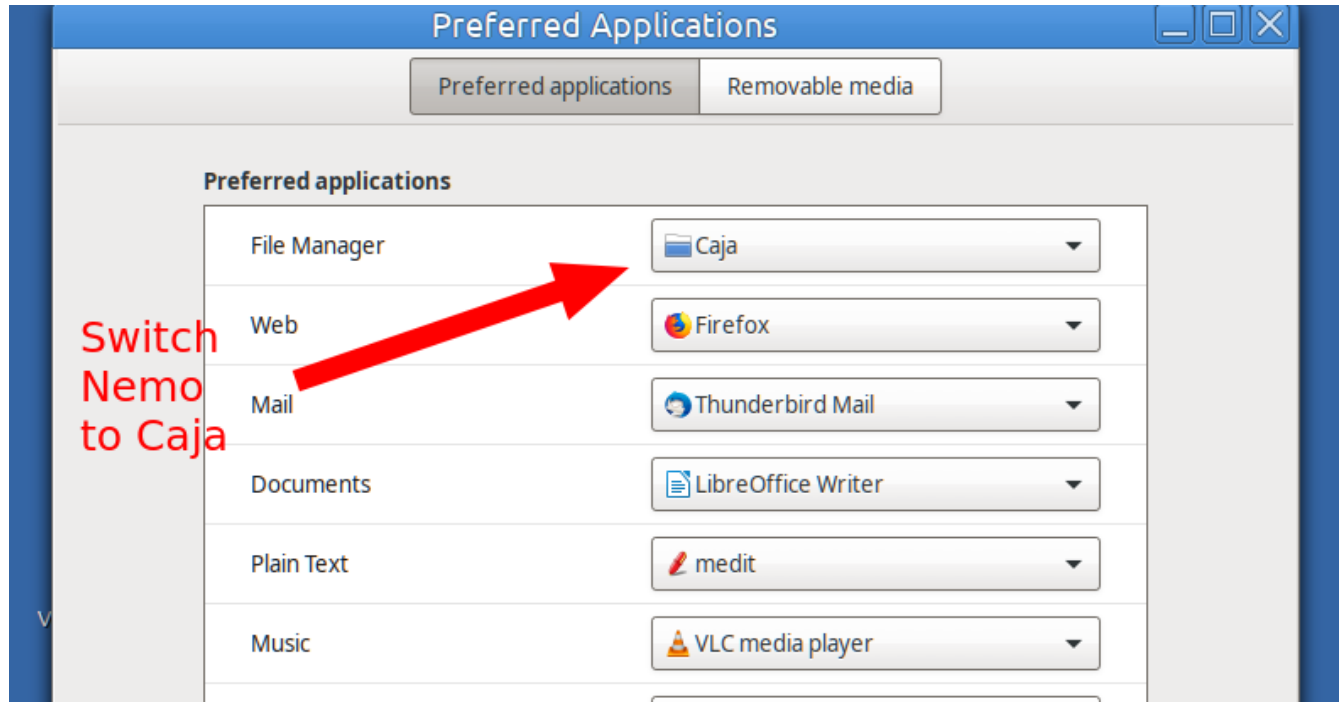 Preferred Applications
Preferred applications
Removable media
Preferred applications
File Manager
Caja
Web
Firefox
Mail
Thunderbird Mail
Documents
LibreOffice Writer
Plain Text
medit
Music
VLC media player
Switch
Nemo
to Caja
v